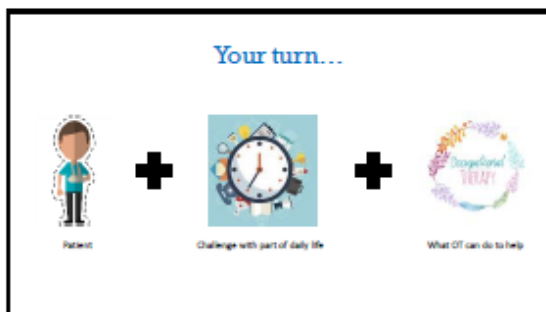 Your turn...
Occupational
THERAPY
Patient
Challenge with part of daily life
What OT can do to help